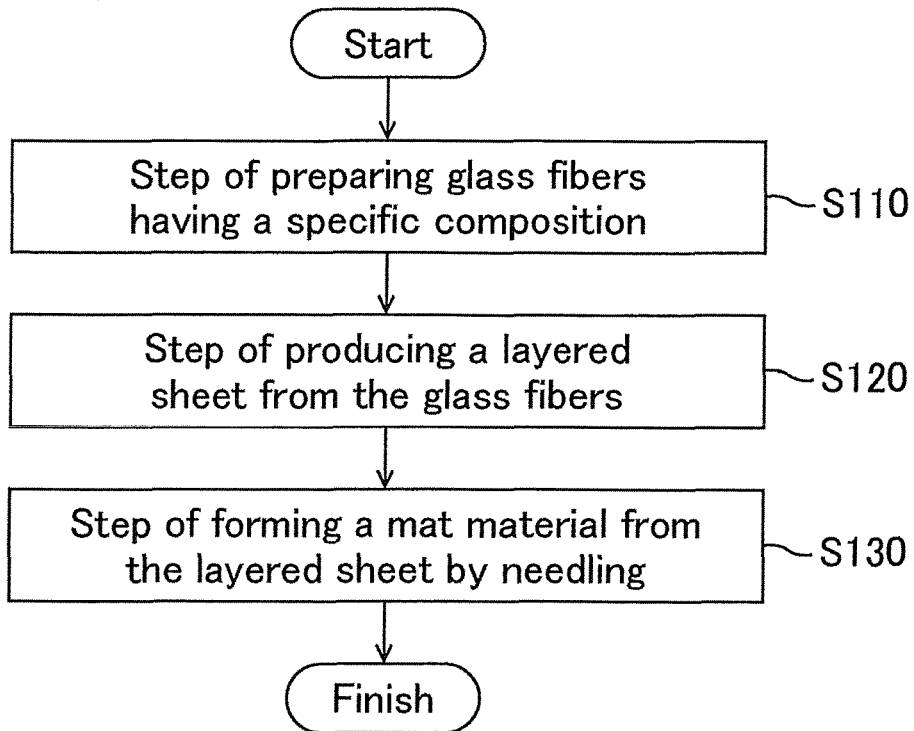 Start
Step of preparing glass fibers
having a specific composition
S110
Step of producing a layered
sheet from the glass fibers
S120
Step of forming a mat material from
the layered sheet by needling
S130
Finish